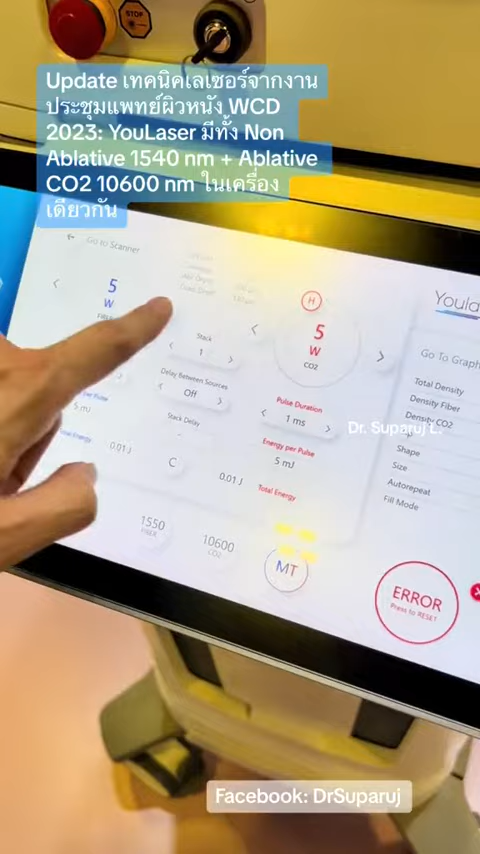 STOP
Update เทคนิคเลเซอร์จากงาน
ประชุมแพทย์ผิวหนัง WCD
2023: YouLaser มีทั้ง Non
Ablative 1540 nm + Ablative
CO2 10600 nm ในเครื่อง
เดียวกัน
Go to Scanner
5
W
H
5
W
CO2
Stack
1
Delay Between Sources
Off
Stack Delay
-
C
per Pulse
5 mJ
Total Energy
0.01 J
0.01 J
Pulse Duration
1 ms
Energy per Pulse
5 mJ
Total Energy
1550
FIBER
10600
CO2
MT
Youla
Go To Graph
Total Density
Density Fiber
Density CO2
Shape
Size
Autorepeat
Fill Mode
Dr. Suparuj L.
ERROR
Press to RESET
Facebook: DrSuparuj